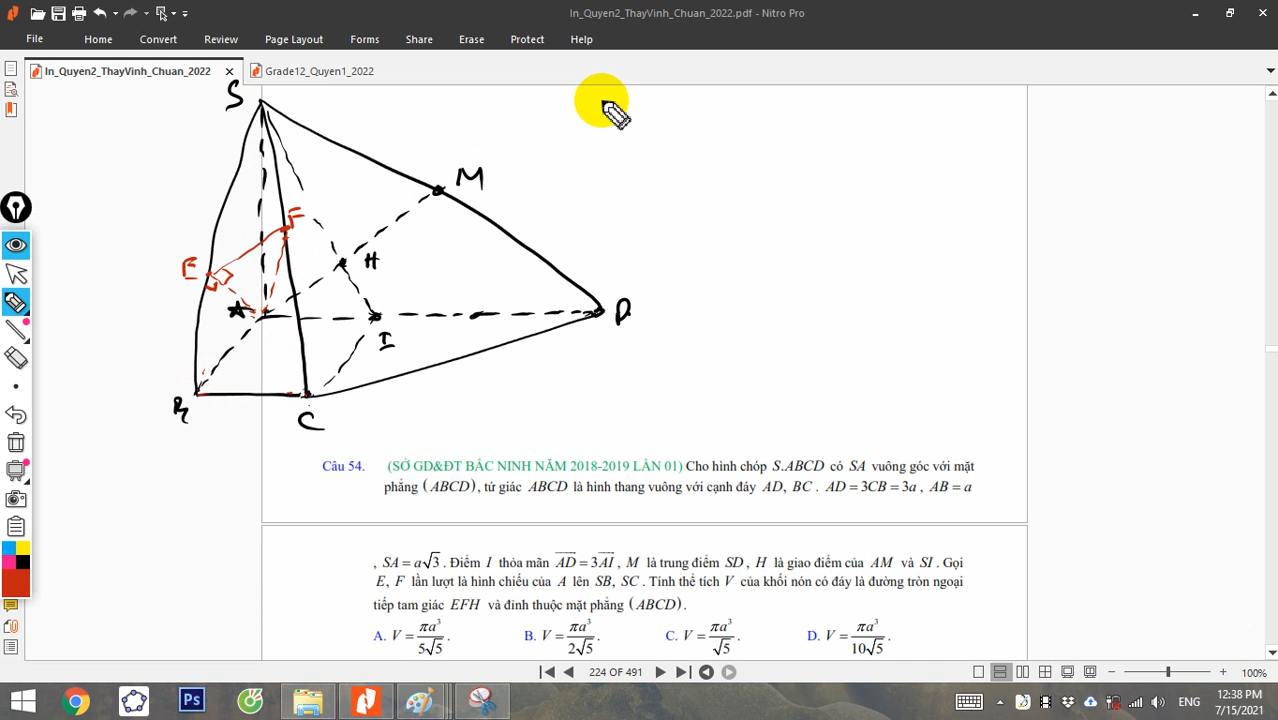 In_Quyen2_ThayVinh_Chuan_2022.pdf - Nitro Pro
File Home Convert Review Page Layout Forms Share Erase Protect Help
In_Quyen2_ThayVinh_Chuan_2022 Grade12_Quyen1_2022
S
M
F
E
H
A
D
I
B
C
Câu 54. (SỞ GD&ĐT BẮC NINH NĂM 2018-2019 LẦN 01) Cho hình chóp S.ABCD có SA vuông góc với mặt
phẳng (ABCD), tứ giác ABCD là hình thang vuông với cạnh đáy AD, BC . AD = 3CB = 3a , AB = a
, SA = a√3 . Điểm I thỏa mãn \overline{AD} = 3\overline{AI} , M là trung điểm SD , H là giao điểm của AM và SI . Gọi
E, F lần lượt là hình chiếu của A lên SB, SC . Tính thể tích V của khối nón có đáy là đường tròn ngoại
tiếp tam giác EFH và đỉnh thuộc mặt phẳng (ABCD).
A. V = πa³/5√5 . B. V = πa³/2√5 . C. V = πa³/√5 . D. V = πa³/10√5 .
224 OF 491 100%
Ps ENG 12:38 PM
7/15/2021